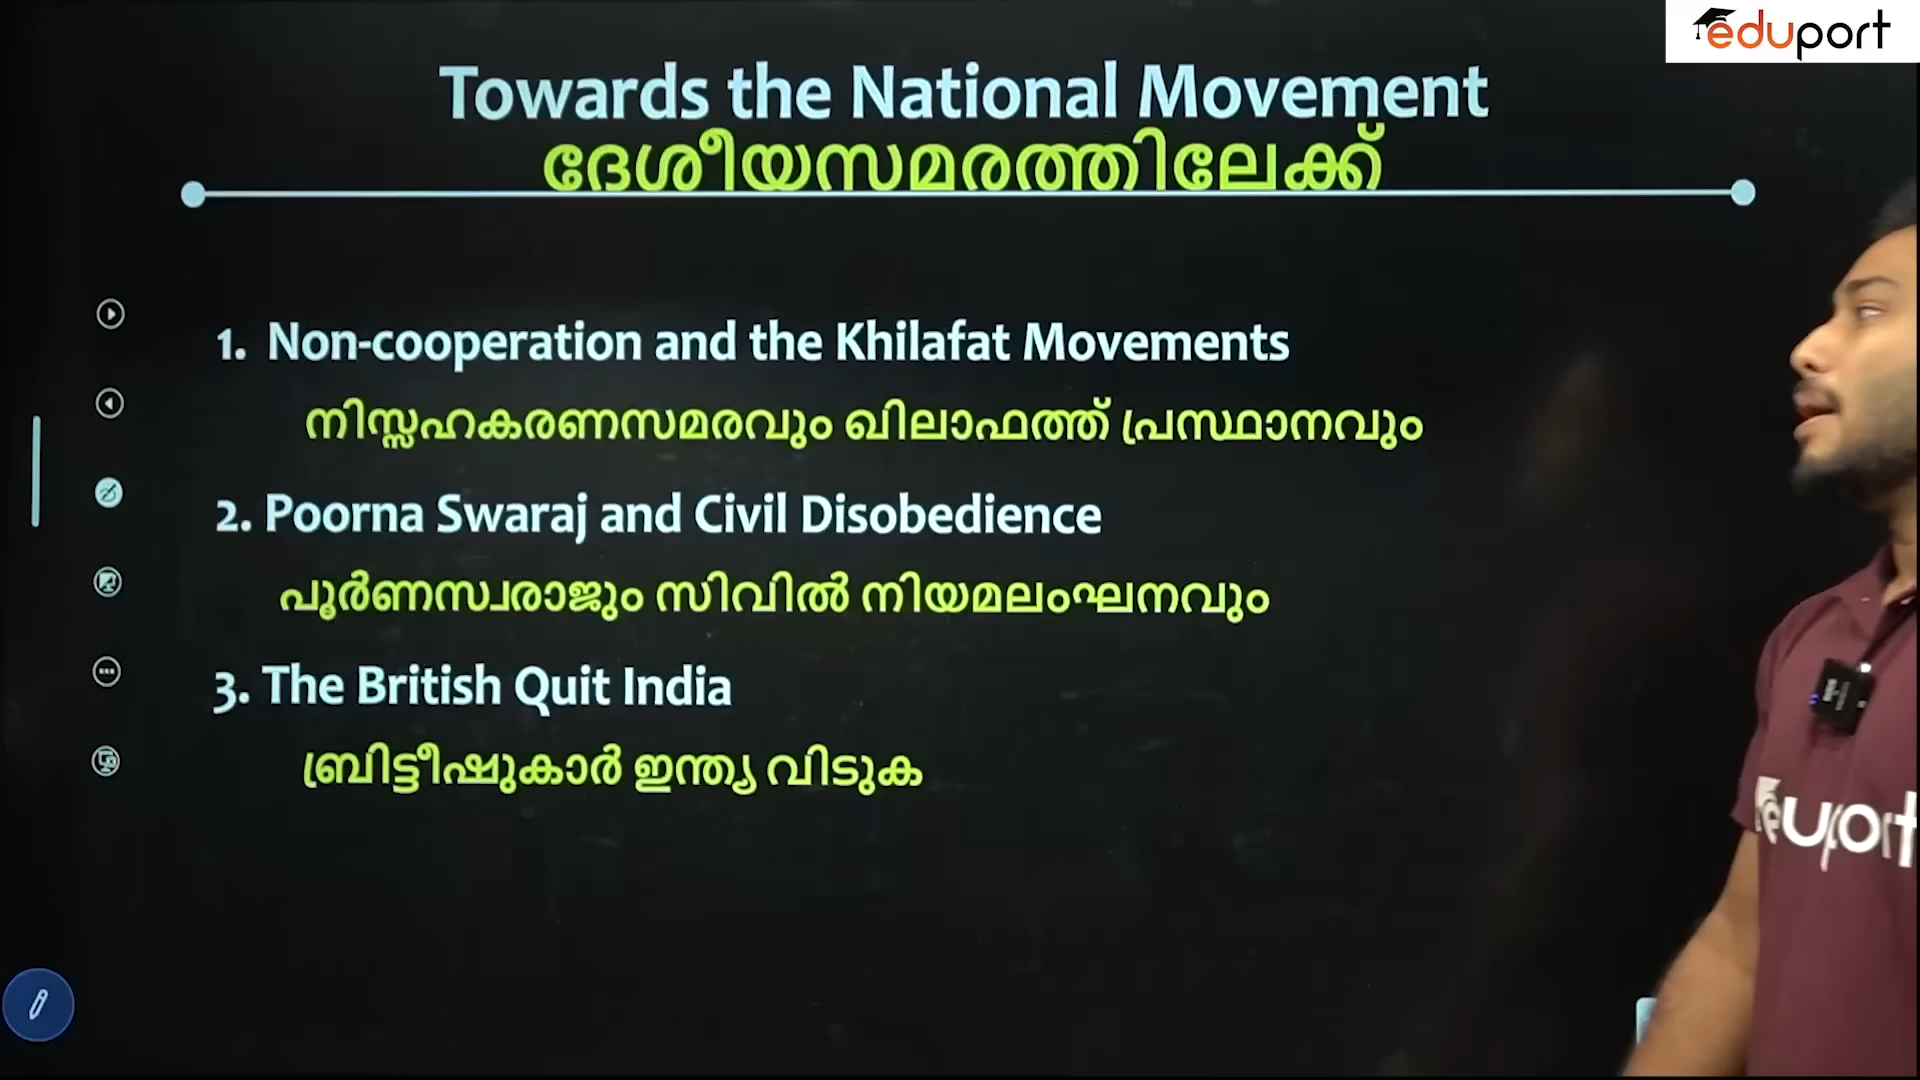 eduport
Towards the National Movement
ദേശീയസമരത്തിലേക്ക്
1. Non-cooperation and the Khilafat Movements
നിസ്സഹകരണസമരവും ഖിലാഫത്ത് പ്രസ്ഥാനവും
2. Poorna Swaraj and Civil Disobedience
പൂർണസ്വരാജും സിവിൽ നിയമലംഘനവും
3. The British Quit India
ബ്രിട്ടീഷുകാർ ഇന്ത്യ വിടുക
eduport